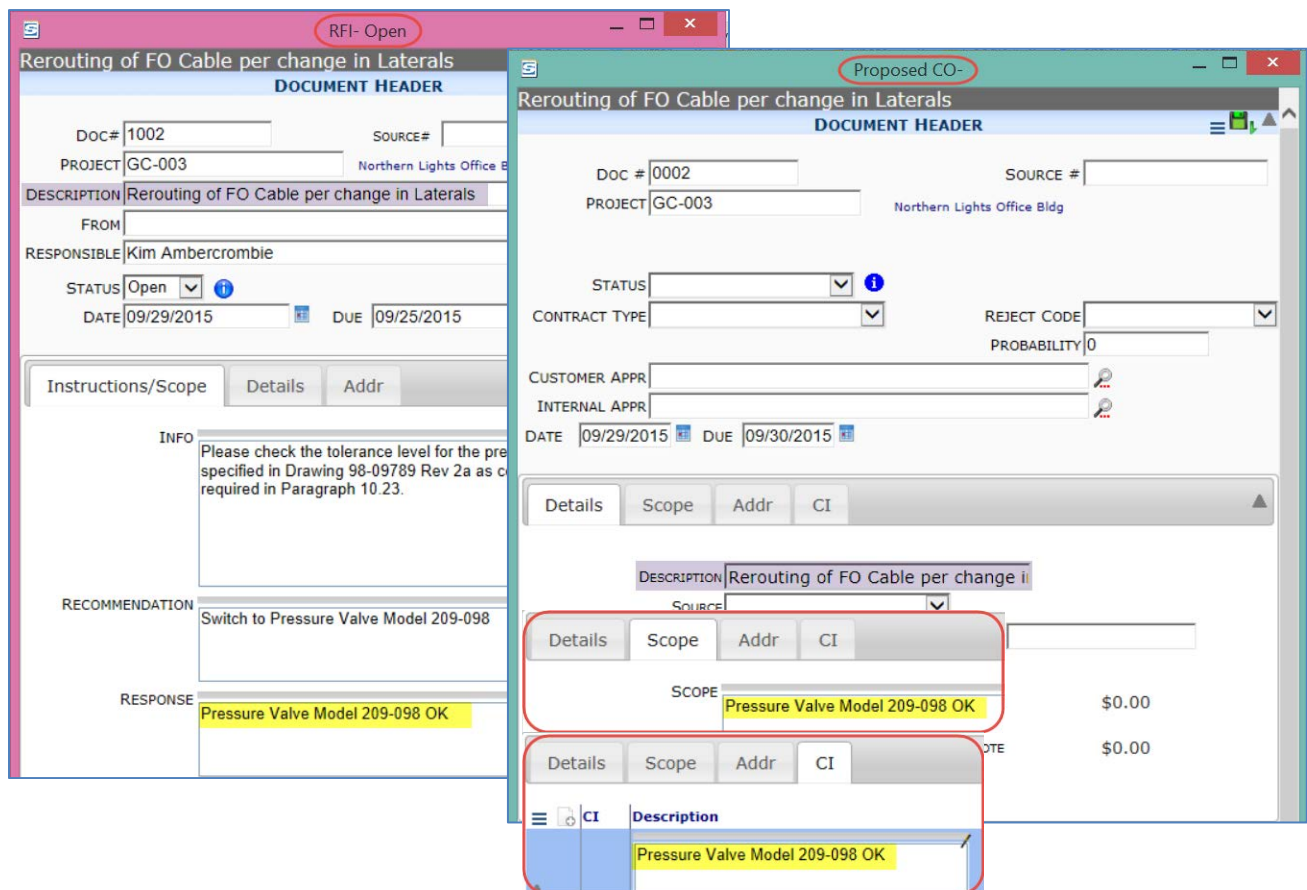 RFI- Open
Rerouting of FO Cable per change in Laterals
DOCUMENT HEADER
DOC# 1002 SOURCE#
PROJECT GC-003 Northern Lights Office
DESCRIPTION Rerouting of FO Cable per change in Laterals
FROM
RESPONSIBLE Kim Ambercrombie
STATUS Open
DATE 09/29/2015 DUE 09/25/2015
Instructions/Scope Details Addr
INFO
Please check the tolerance level for the
specified in Drawing 98-09789 Rev 2a as
required in Paragraph 10.23.
RECOMMENDATION
Switch to Pressure Valve Model 209-098
RESPONSE
Pressure Valve Model 209-098 OK
Proposed CO-
Rerouting of FO Cable per change in Laterals
DOCUMENT HEADER
DOC # 0002 SOURCE #
PROJECT GC-003 Northern Lights Office Bldg
STATUS
CONTRACT TYPE REJECT CODE
PROBABILITY 0
CUSTOMER APPR
INTERNAL APPR
DATE 09/29/2015 DUE 09/30/2015
Details Scope Addr CI
DESCRIPTION Rerouting of FO Cable per change
SOURCE
Details Scope Addr CI
SCOPE
Pressure Valve Model 209-098 OK $0.00
$0.00
Details Scope Addr CI
CI Description
Pressure Valve Model 209-098 OK